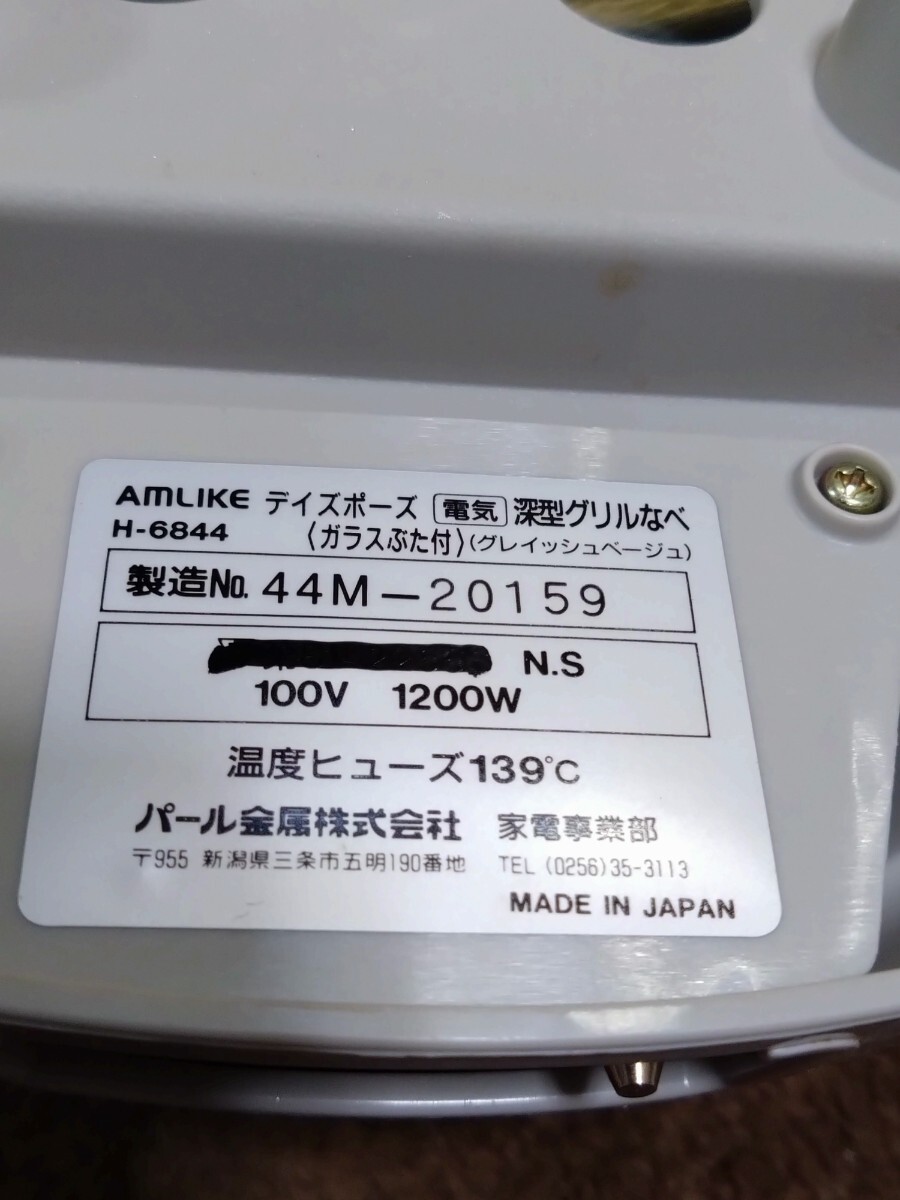 AMLIKE デイズポーズ 電気 深型グリルなべ
H-6844 〈ガラスぶた付〉(グレイッシュベージュ)
製造No. 44M-20159
N.S
100V 1200W
温度ヒューズ139℃
パール金属株式会社 家電事業部
〒955 新潟県三条市五明190番地 TEL (0256)35-3113
MADE IN JAPAN